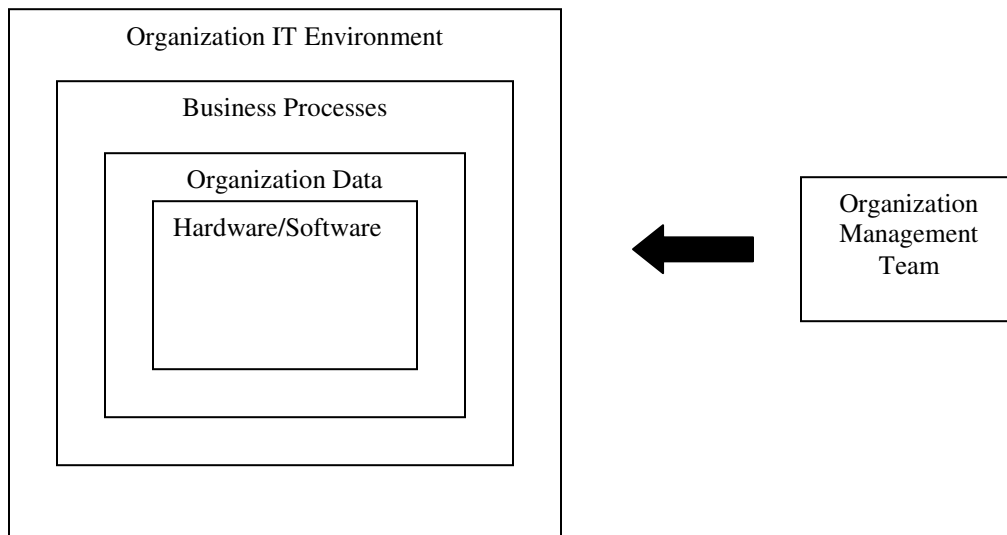 Organization IT Environment
Business Processes
Organization Data
Hardware/Software
Organization
Management
Team